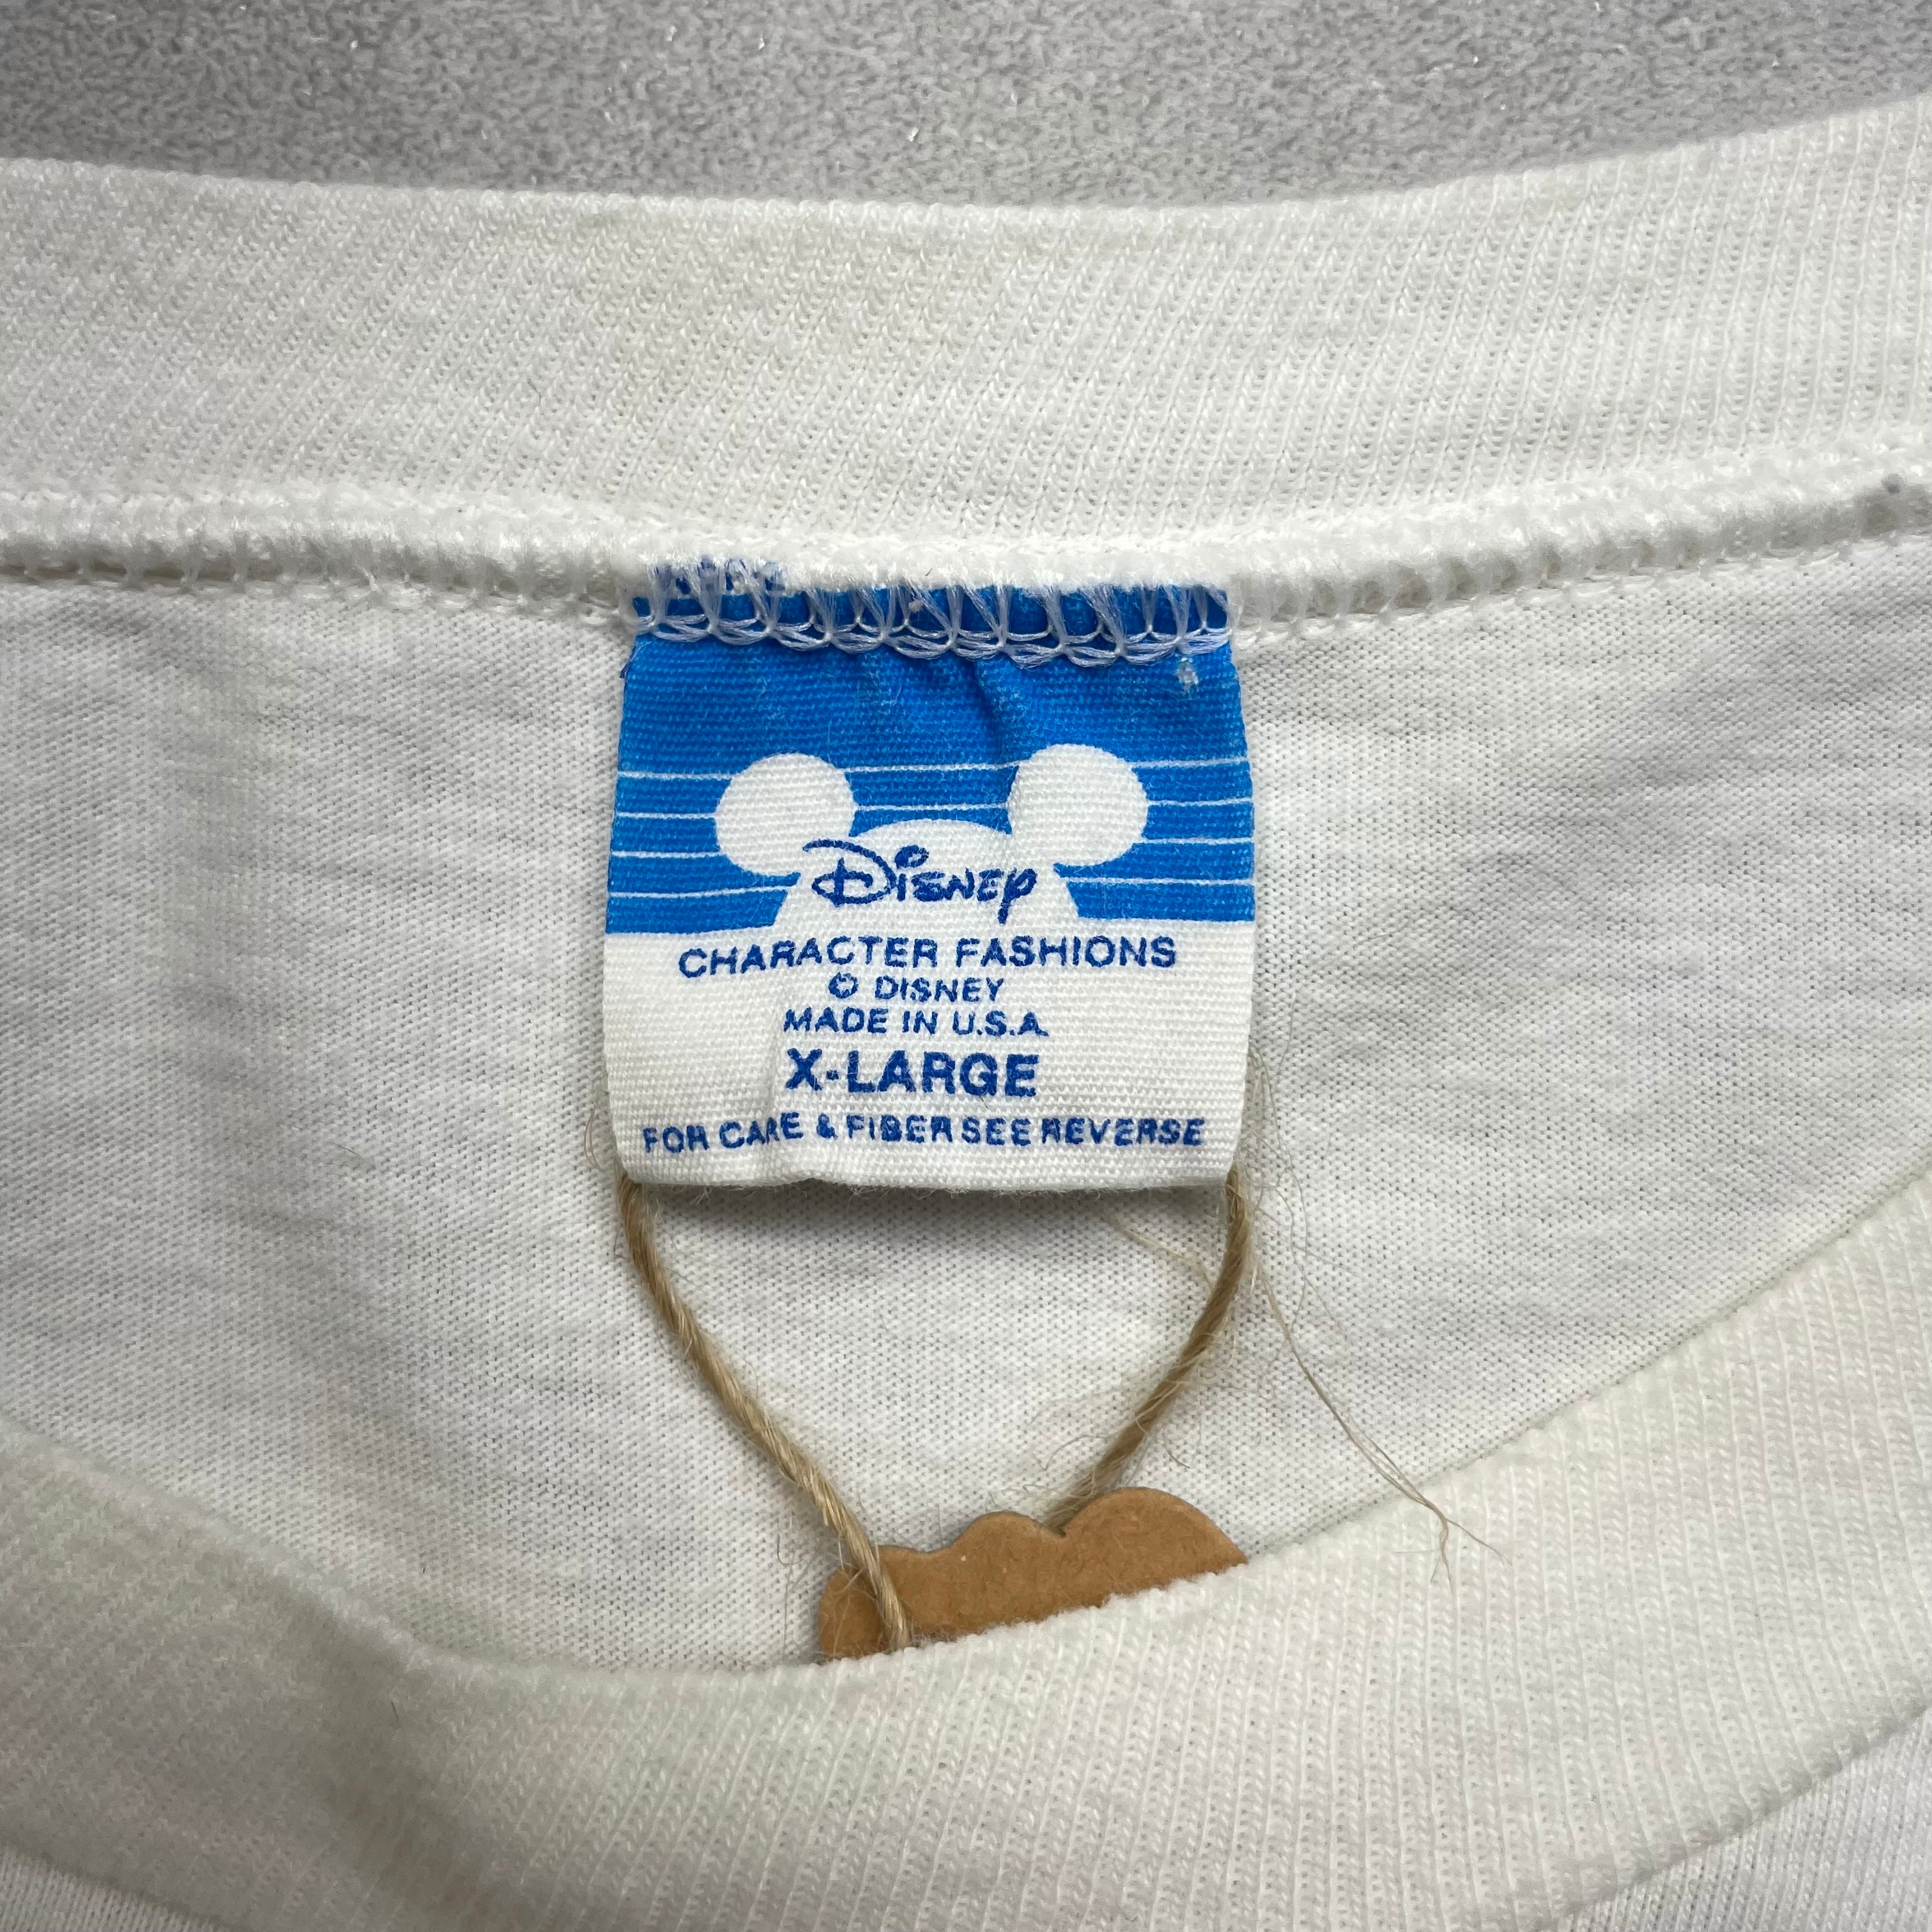 Disney
CHARACTER FASHIONS
© DISNEY
MADE IN U.S.A.
X-LARGE
FOR CARE & FIBER SEE REVERSE